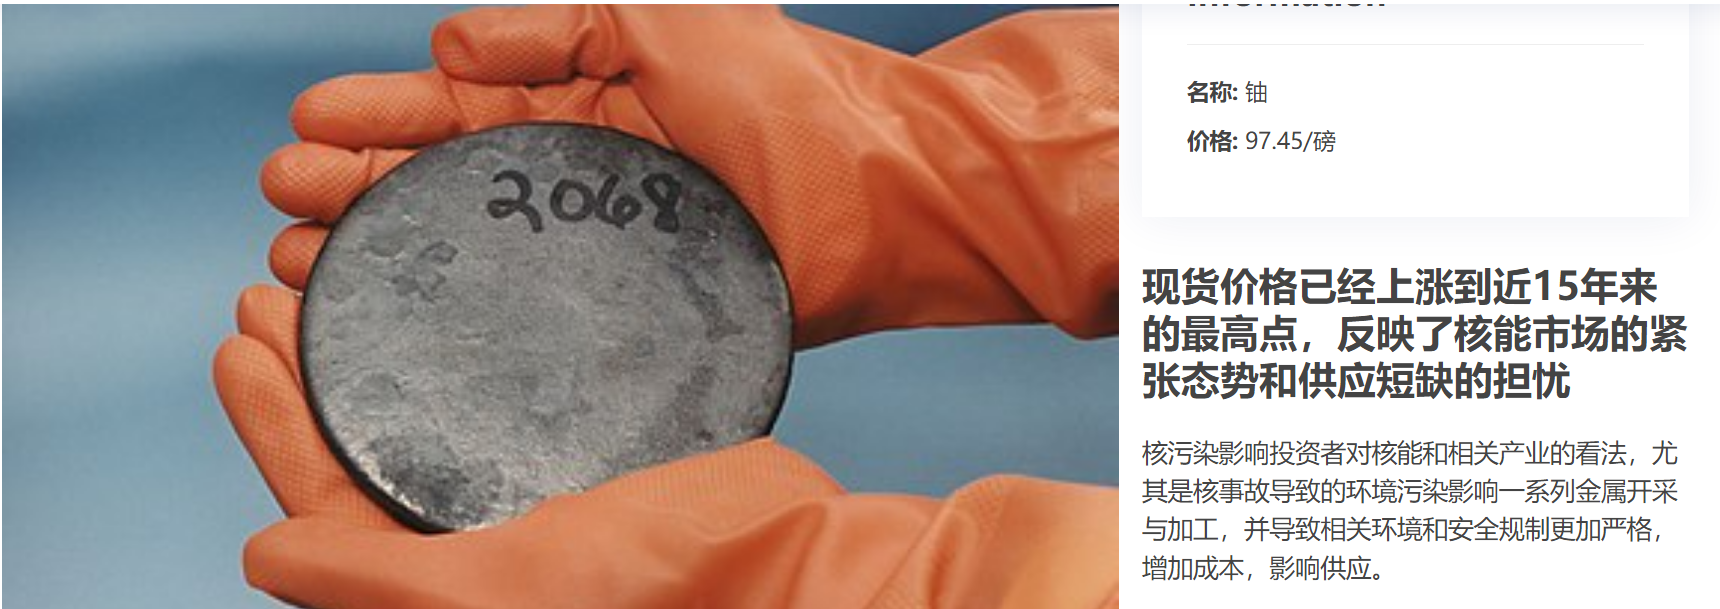 2068
Information
名称: 铀
价格: 97.45/磅
现货价格已经上涨到近15年来
的最高点，反映了核能市场的紧
张态势和供应短缺的担忧
核污染影响投资者对核能和相关产业的看法，尤
其是核事故导致的环境污染影响一系列金属开采
与加工，并导致相关环境和安全规制更加严格，
增加成本，影响供应。